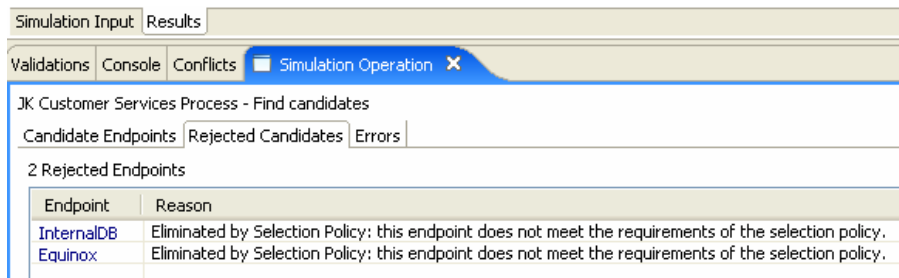 Simulation Input Results
Validations Console Conflicts Simulation Operation
JK Customer Services Process - Find candidates
Candidate Endpoints Rejected Candidates Errors
2 Rejected Endpoints
Endpoint Reason
InternalDB Eliminated by Selection Policy: this endpoint does not meet the requirements of the selection policy.
Equinox Eliminated by Selection Policy: this endpoint does not meet the requirements of the selection policy.